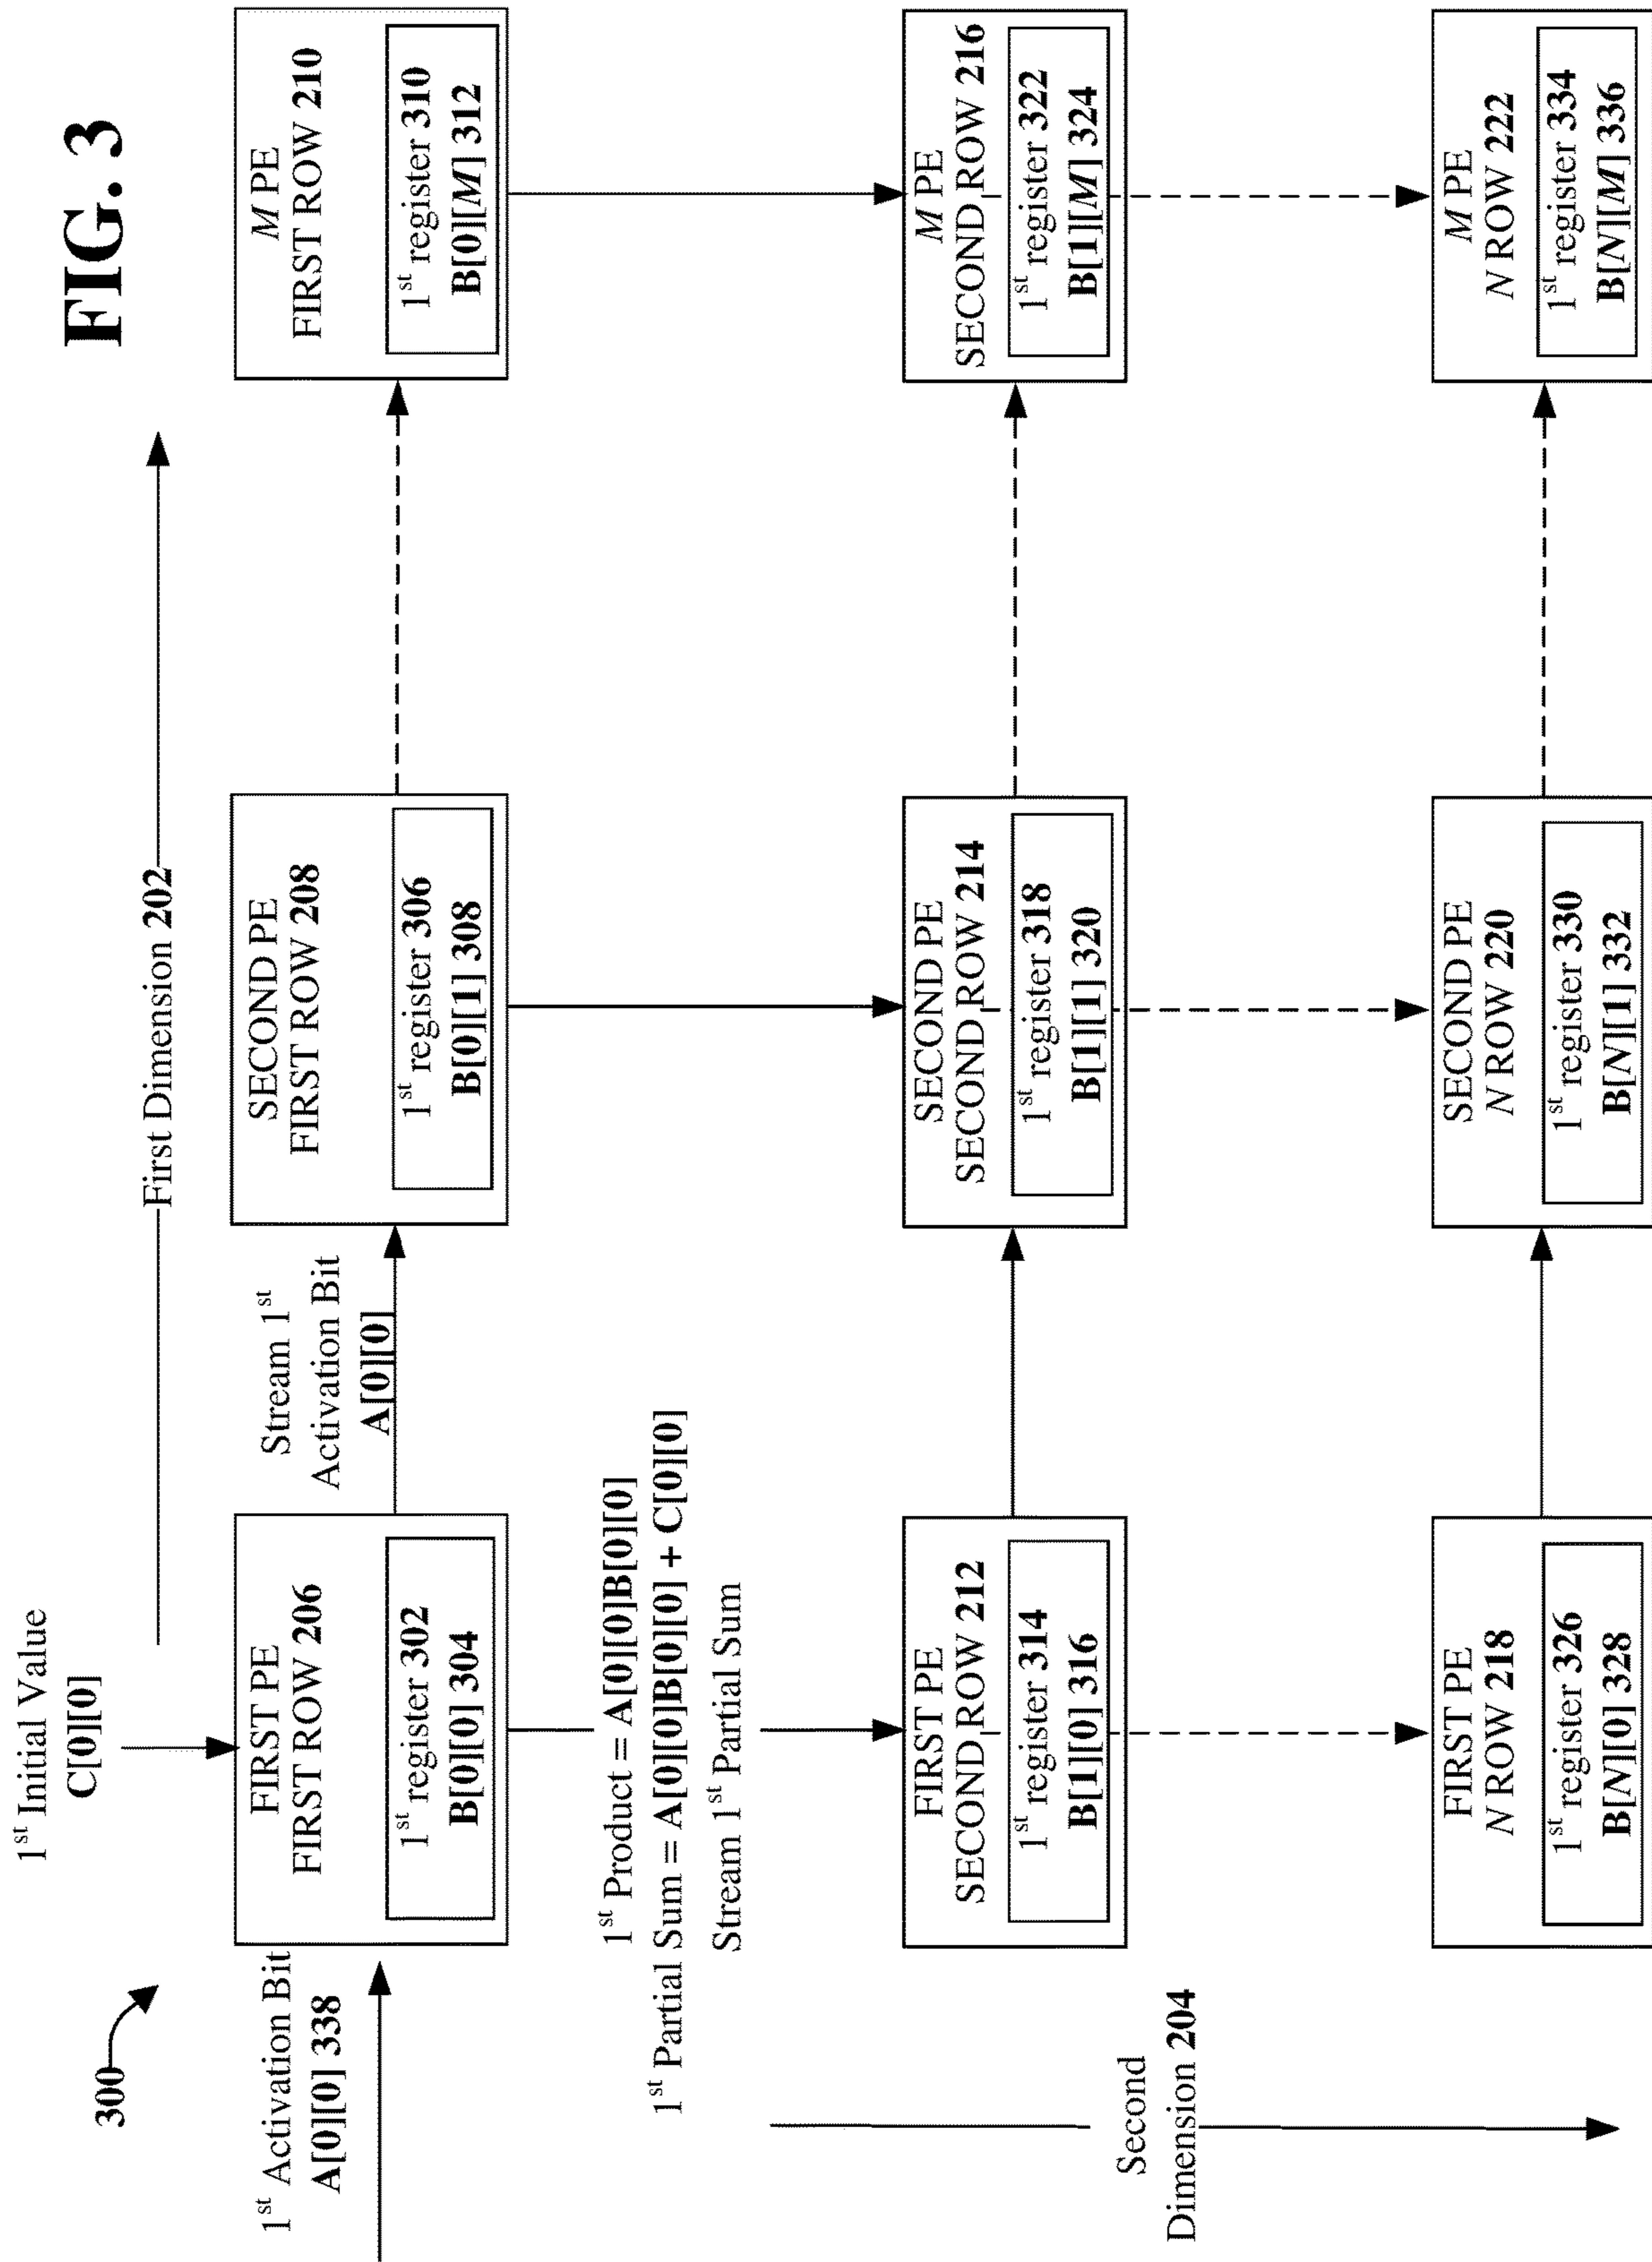 FIG. 3
300
1st Initial Value
C[0][0]
First Dimension 202
1st Activation Bit
A[0][0] 338
FIRST PE
FIRST ROW 206
1st register 302
B[0][0] 304
Stream 1st
Activation Bit
A[0][0]
SECOND PE
FIRST ROW 208
1st register 306
B[0][1] 308
M PE
FIRST ROW 210
1st register 310
B[0][M] 312
1st Product = A[0][0]B[0][0]
1st Partial Sum = A[0][0]B[0][0] + C[0][0]
Stream 1st Partial Sum
Second
Dimension 204
FIRST PE
SECOND ROW 212
1st register 314
B[1][0] 316
SECOND PE
SECOND ROW 214
1st register 318
B[1][1] 320
M PE
SECOND ROW 216
1st register 322
B[1][M] 324
FIRST PE
N ROW 218
1st register 326
B[N][0] 328
SECOND PE
N ROW 220
1st register 330
B[N][1] 332
M PE
N ROW 222
1st register 334
B[N][M] 336